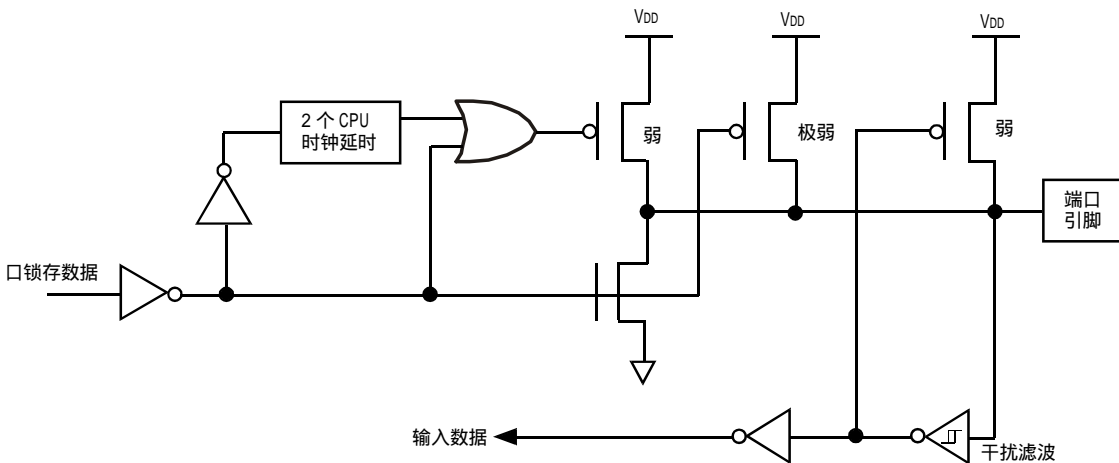 VDD
VDD
VDD
2 个 CPU
时钟延时
弱
极弱
弱
端口
引脚
口锁存数据
输入数据
干扰滤波